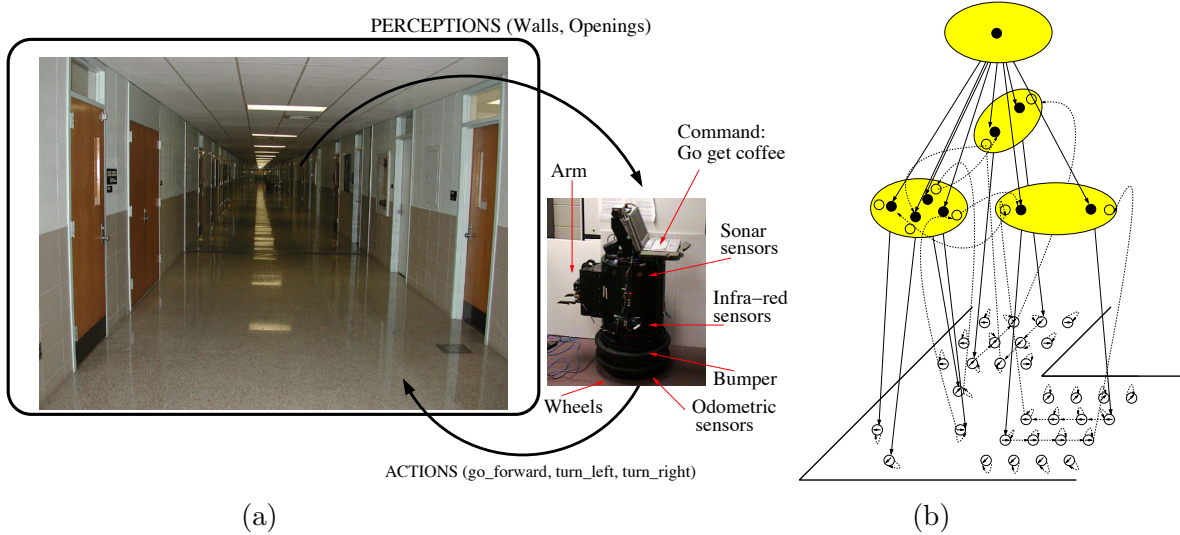 PERCEPTIONS (Walls, Openings)
Command:
Go get coffee
Arm
Sonar
sensors
Infra−red
sensors
Bumper
Wheels
Odometric
sensors
ACTIONS (go_forward, turn_left, turn_right)
(a)
(b)